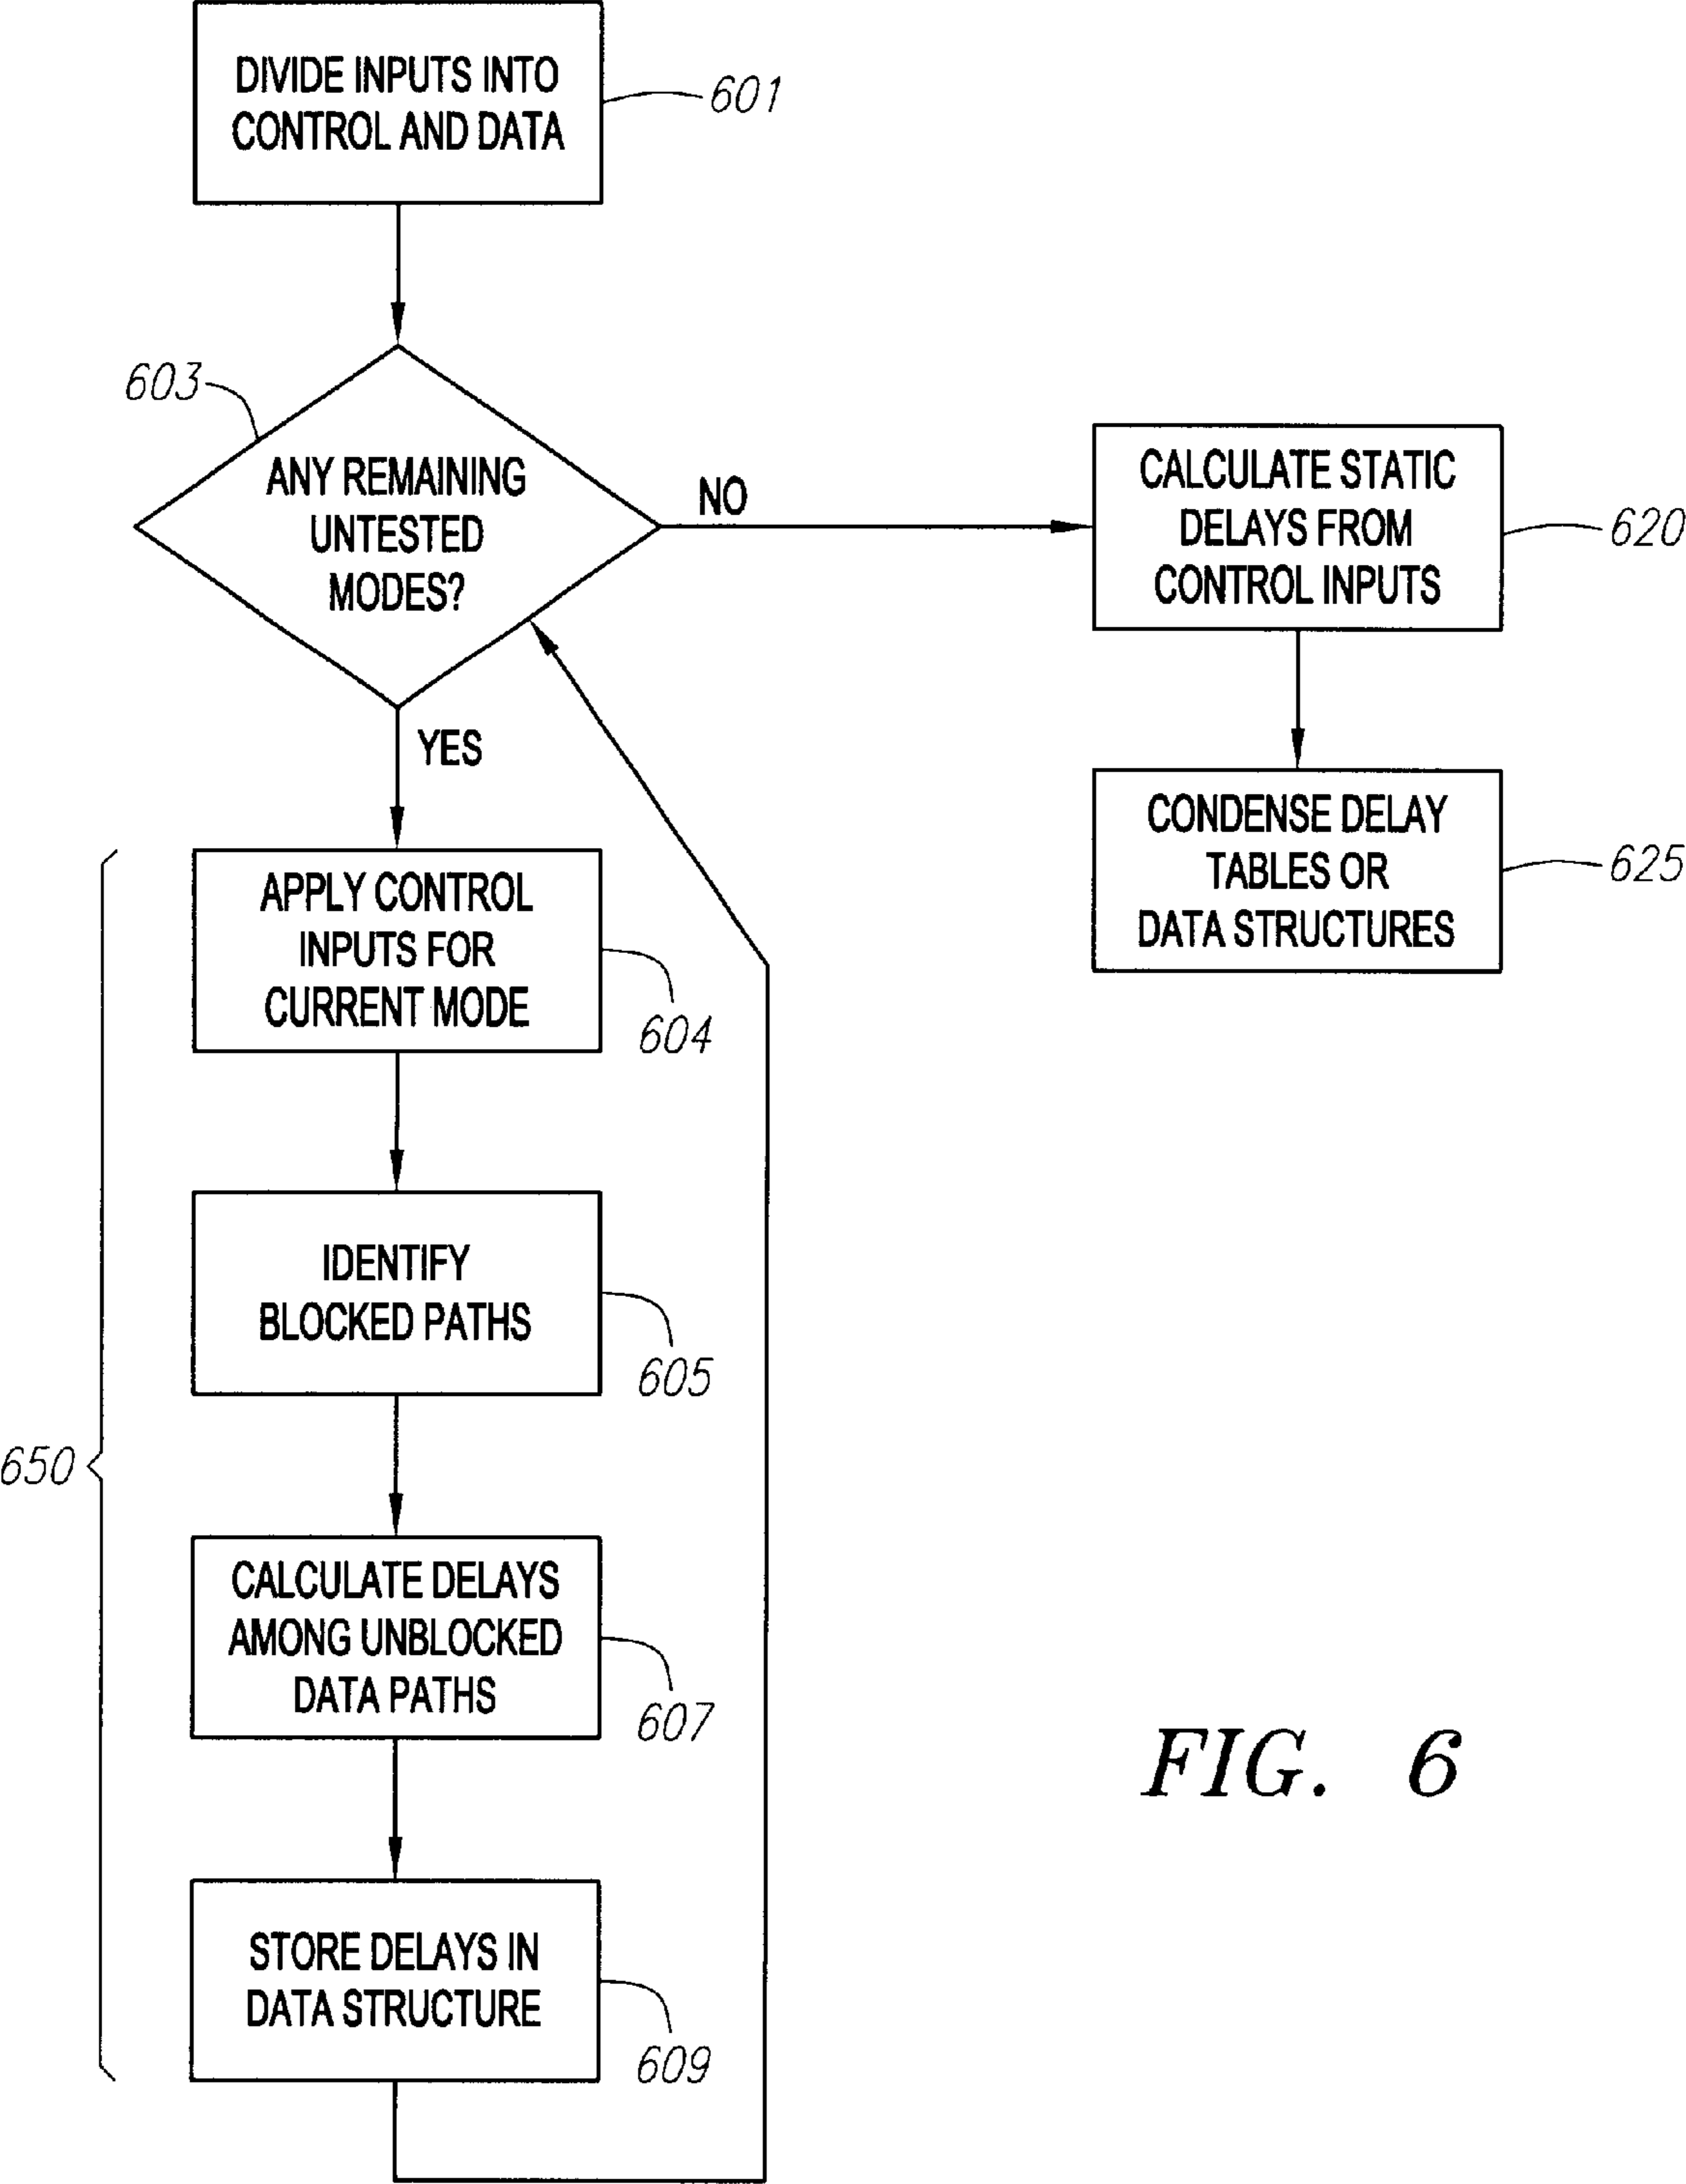 DIVIDE INPUTS INTO
CONTROL AND DATA
601
603
ANY REMAINING
UNTESTED
MODES?
NO
YES
CALCULATE STATIC
DELAYS FROM
CONTROL INPUTS
620
CONDENSE DELAY
TABLES OR
DATA STRUCTURES
625
APPLY CONTROL
INPUTS FOR
CURRENT MODE
604
IDENTIFY
BLOCKED PATHS
605
650
CALCULATE DELAYS
AMONG UNBLOCKED
DATA PATHS
607
STORE DELAYS IN
DATA STRUCTURE
609
FIG. 6